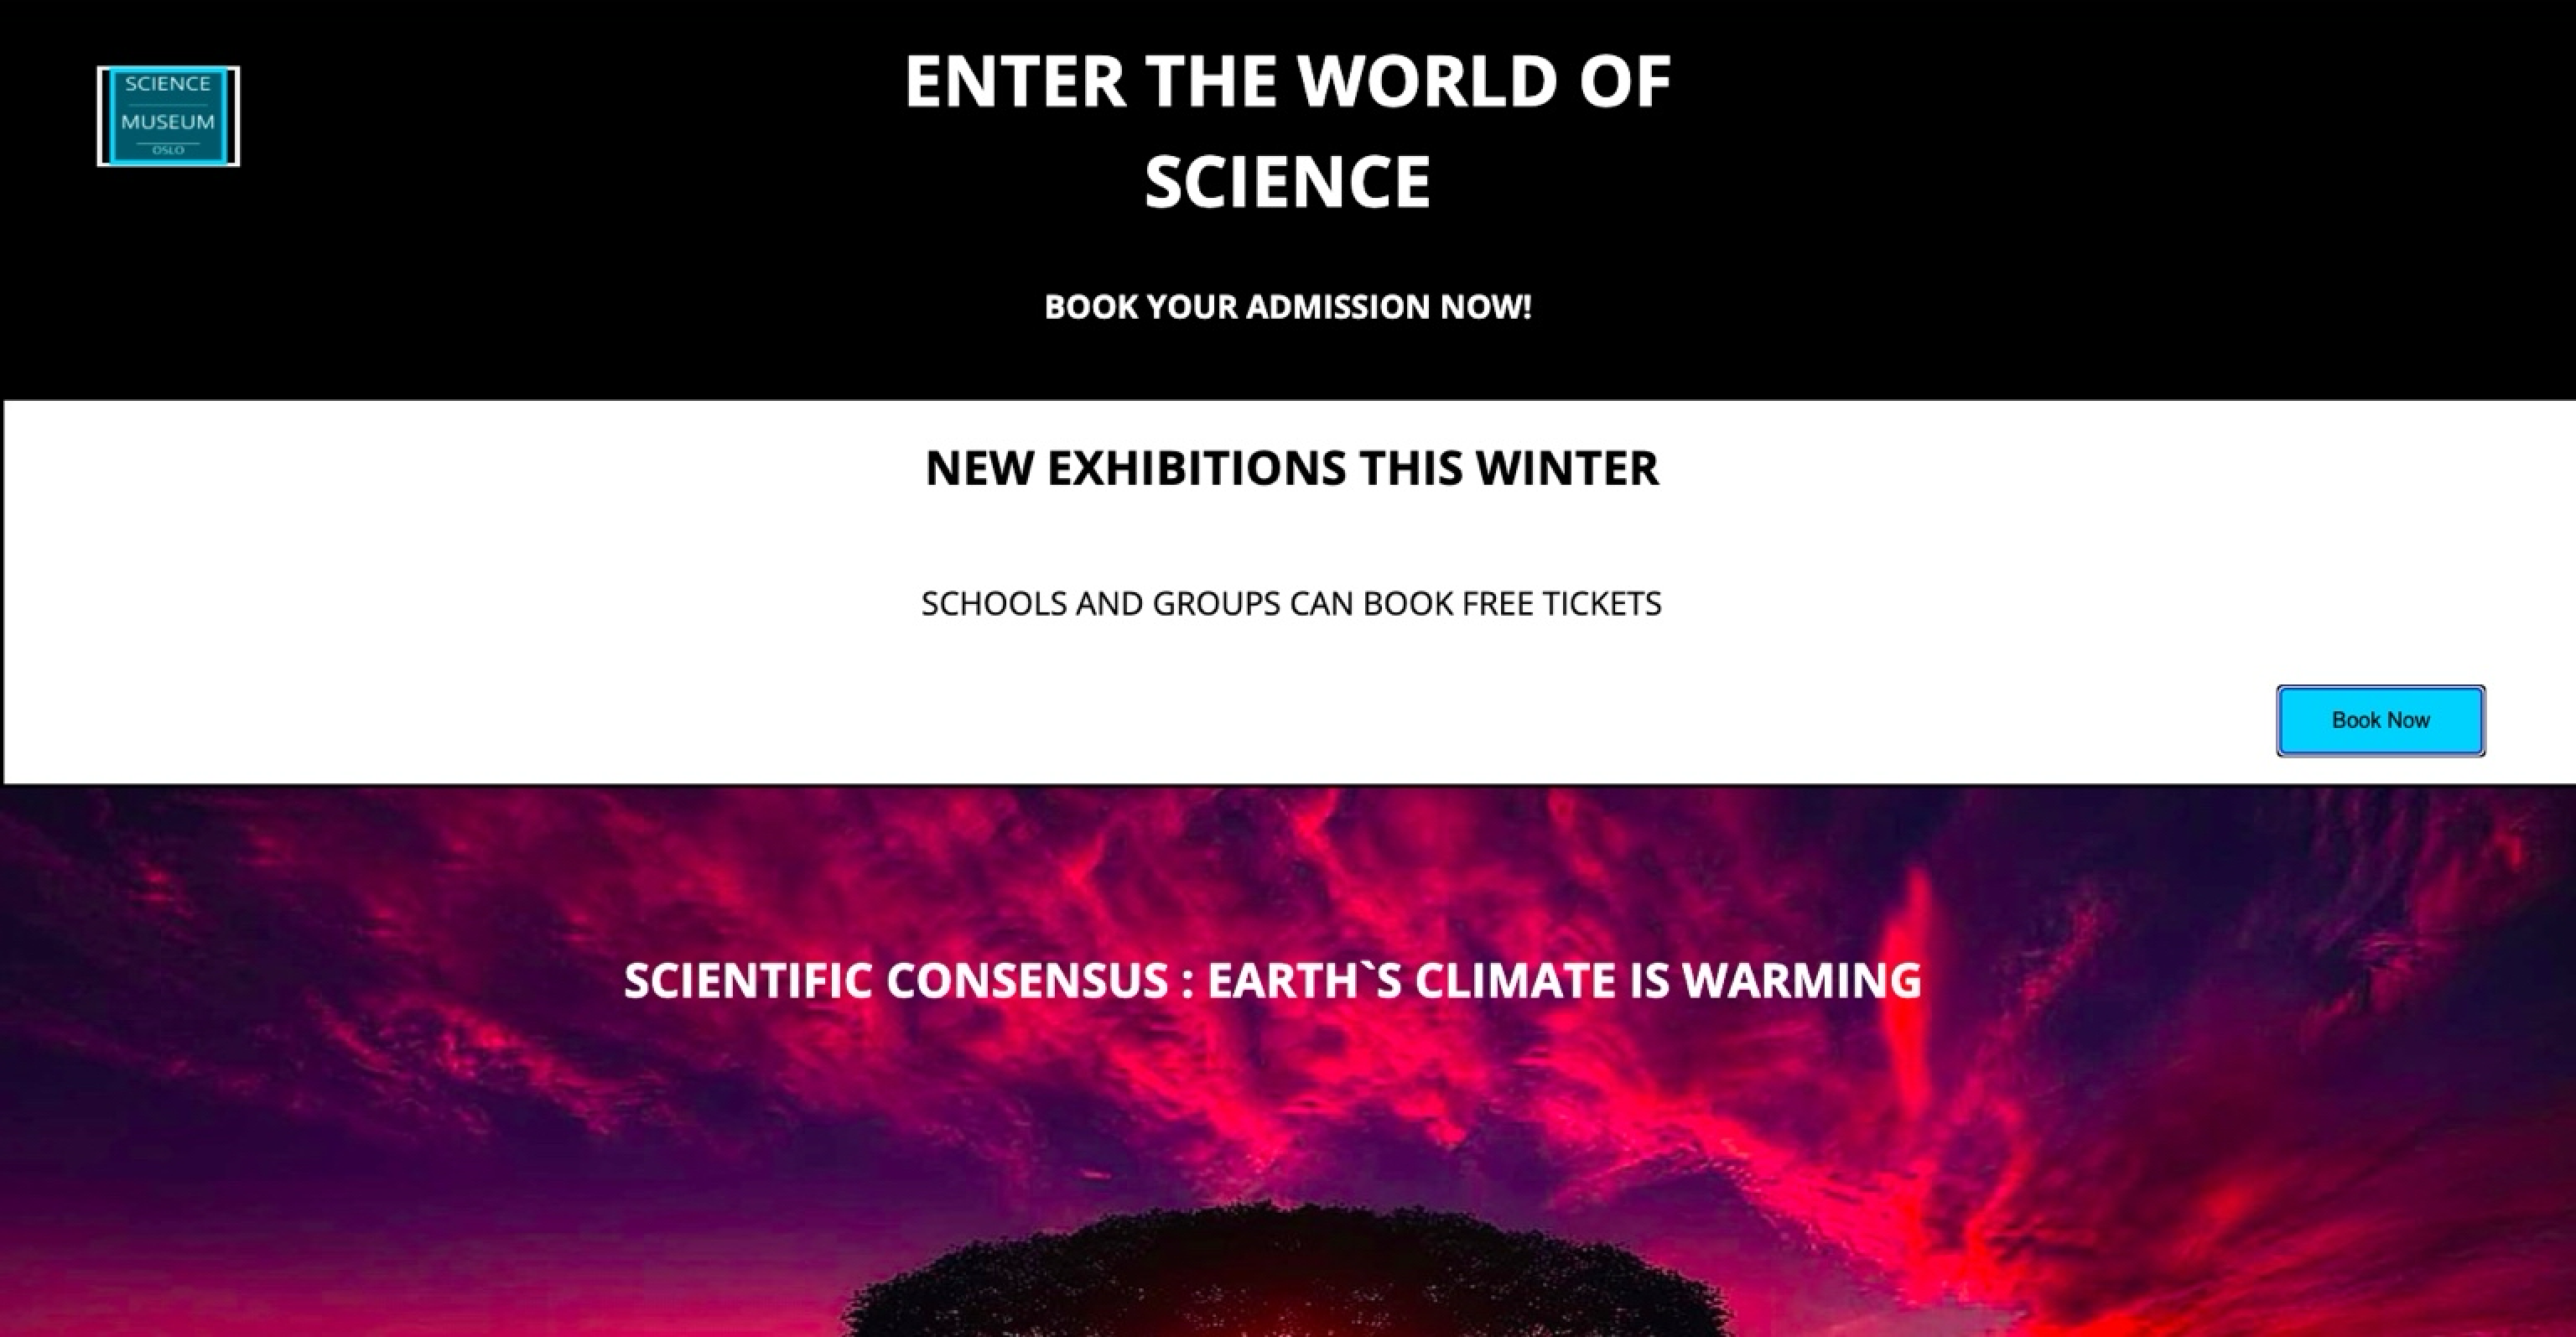 SCIENCE
MUSEUM
OSLO
ENTER THE WORLD OF
SCIENCE
BOOK YOUR ADMISSION NOW!
NEW EXHIBITIONS THIS WINTER
SCHOOLS AND GROUPS CAN BOOK FREE TICKETS
Book Now
SCIENTIFIC CONSENSUS : EARTH`S CLIMATE IS WARMING